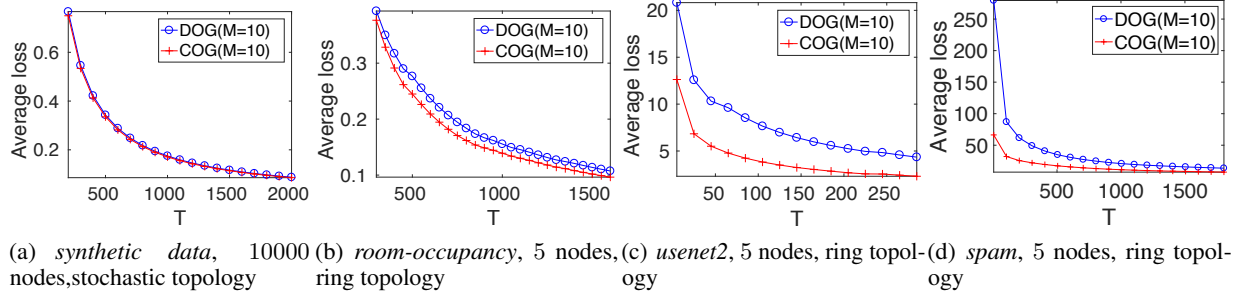 0.6
0.4
0.2
Average loss
DOG(M=10)
COG(M=10)
500 1000 1500 2000
T
0.3
0.2
0.1
Average loss
DOG(M=10)
COG(M=10)
500 1000 1500
T
20
15
10
5
Average loss
DOG(M=10)
COG(M=10)
50 100 150 200 250
T
250
200
150
100
50
Average loss
DOG(M=10)
COG(M=10)
500 1000 1500
T
(a) synthetic data, 10000
nodes,stochastic topology
(b) room-occupancy, 5 nodes,
ring topology
(c) usenet2, 5 nodes, ring topol-
ogy
(d) spam, 5 nodes, ring topol-
ogy